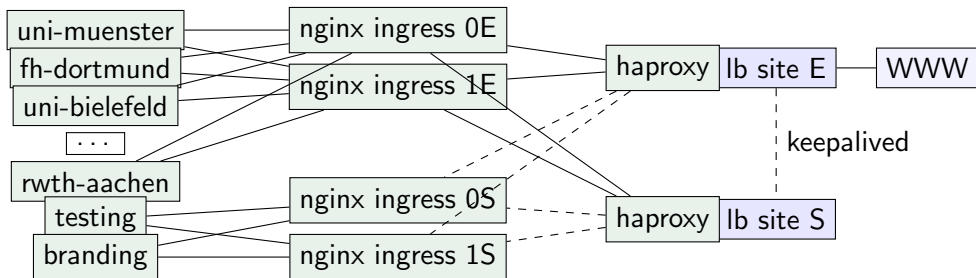 uni-muenster
fh-dortmund
uni-bielefeld
...
rwth-aachen
testing
branding
nginx ingress 0E
nginx ingress 1E
nginx ingress 0S
nginx ingress 1S
haproxy lb site E
WWW
keepalived
haproxy lb site S